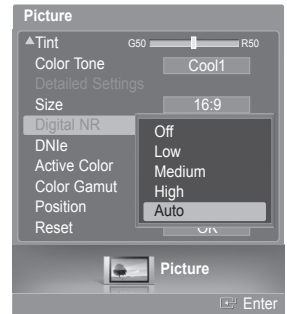 Picture
▲Tint G50 R50
Color Tone Cool1
Detailed Settings
Size 16:9
Digital NR
Off
DNIe
Low
Active Color
Medium
Color Gamut
High
Position
Auto
Reset OK
Picture
Enter